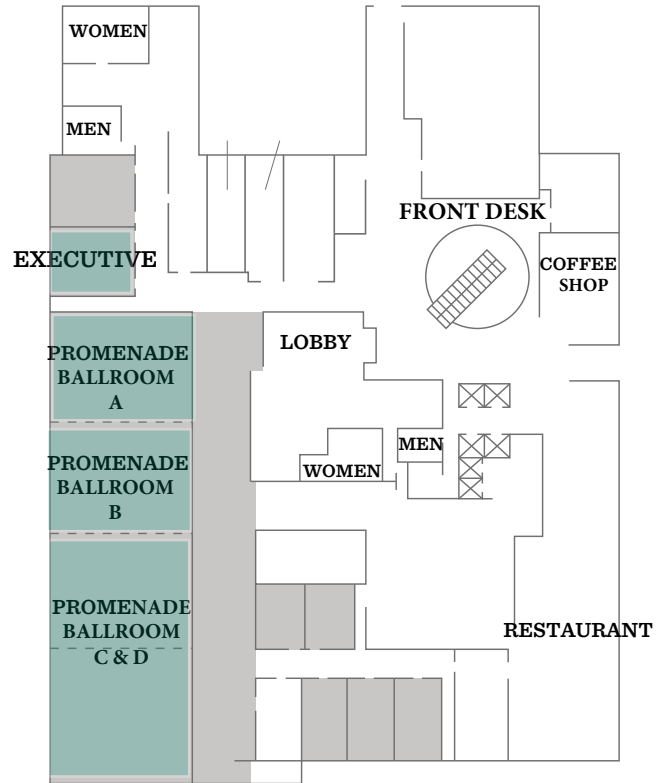 WOMEN
MEN
FRONT DESK
EXECUTIVE
COFFEE
SHOP
LOBBY
PROMENADE
BALLROOM
A
MEN
WOMEN
PROMENADE
BALLROOM
B
PROMENADE
BALLROOM
C & D
RESTAURANT